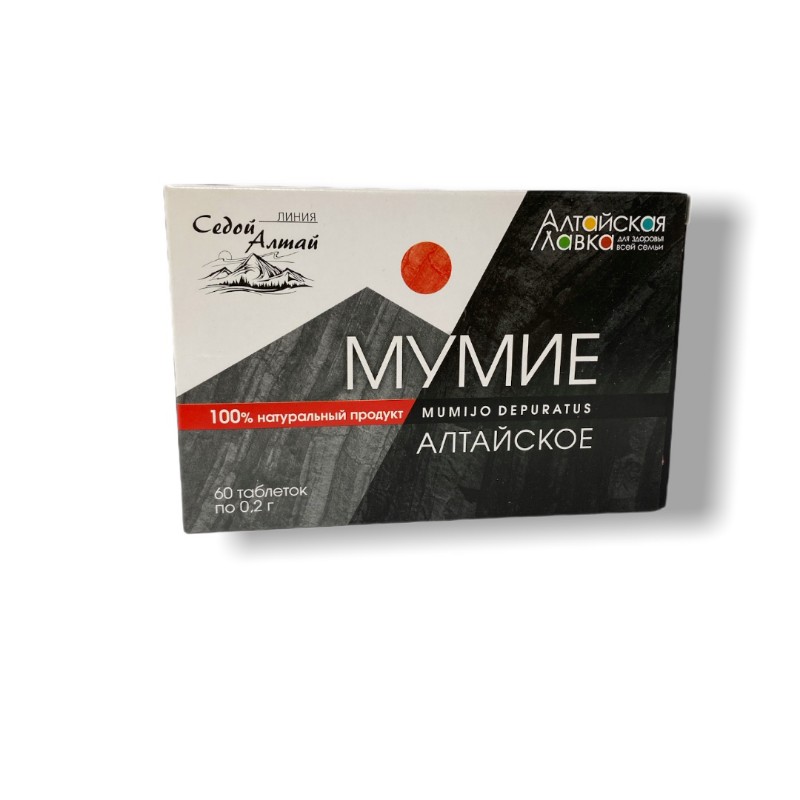 ЛИНИЯ
Седой
Алтай
Алтайская
Лавка
для здоровья
всей семьи
МУМИЕ
100% натуральный продукт
MUMIJO DEPURATUS
АЛТАЙСКОЕ
60 таблеток
по 0,2 г